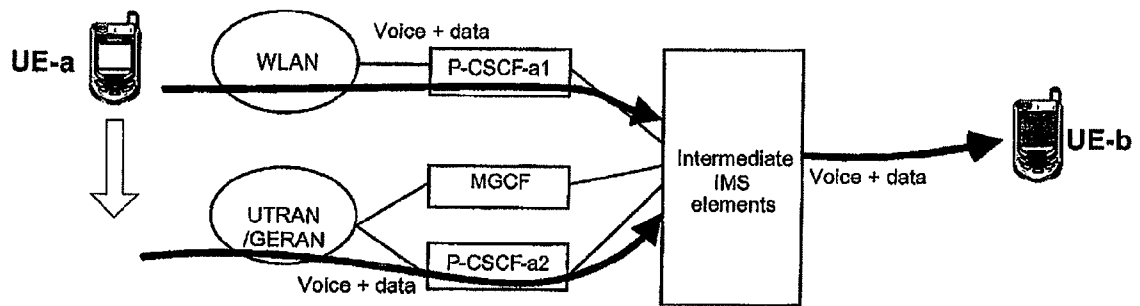 Voice + data
UE-a
WLAN
P-CSCF-a1
UE-b
MGCF
Intermediate
IMS
elements
Voice + data
UTRAN
/GERAN
P-CSCF-a2
Voice + data